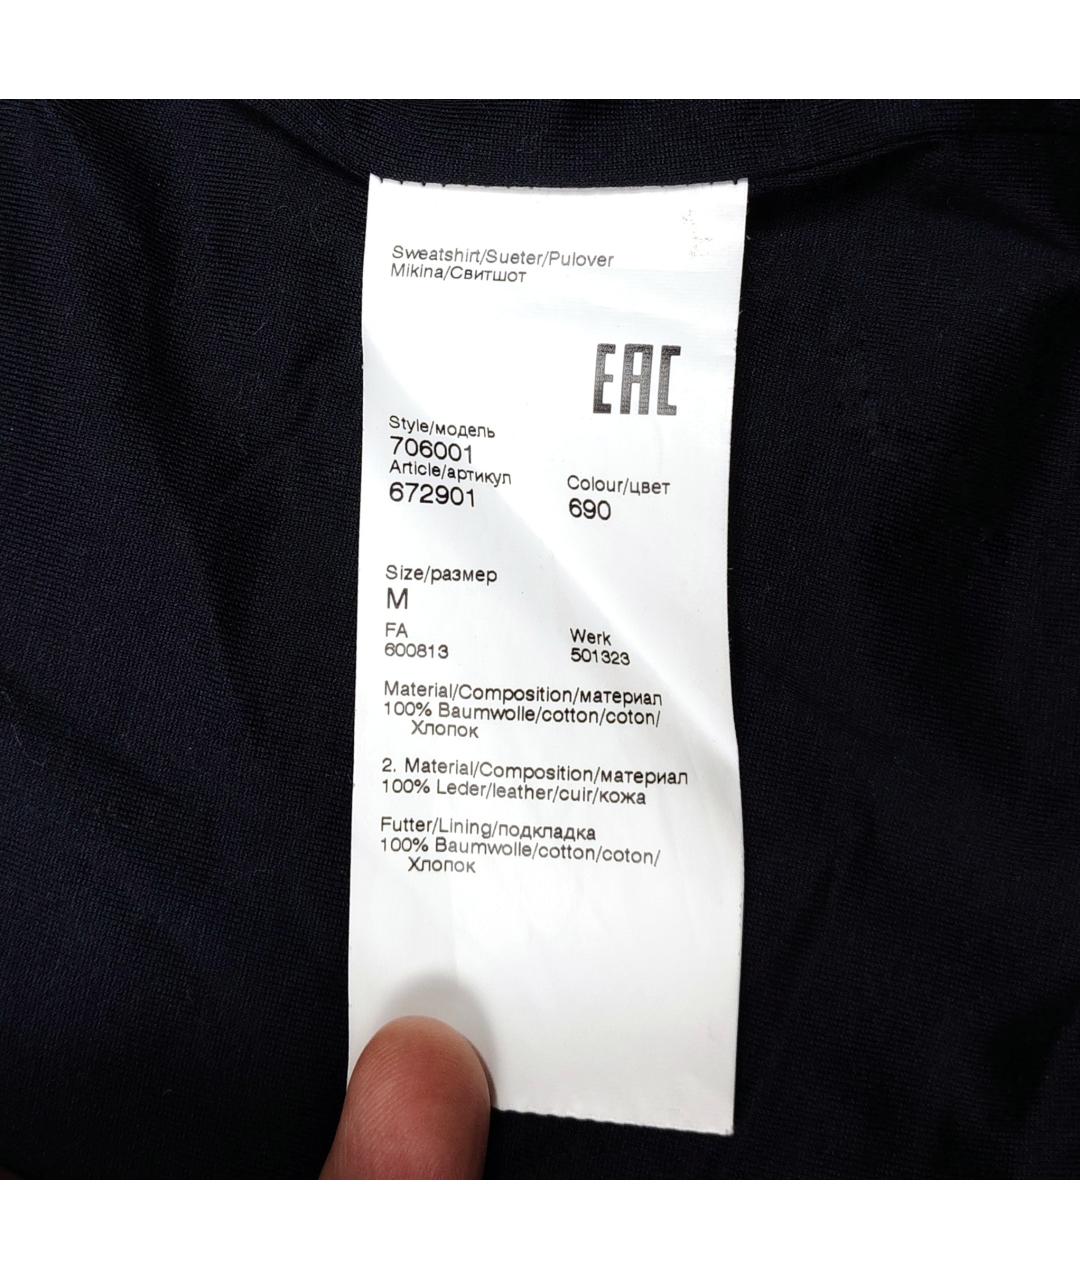 Sweatshirt/Sueter/Pulover
Mikina/Свитшот
EAC
Style/модель
706001
Article/артикул
672901
Colour/цвет
690
Size/размер
M
FA
600813
Werk
501323
Material/Composition/материал
100% Baumwolle/cotton/coton/
Хлопок
2. Material/Composition/материал
100% Leder/leather/cuir/кожа
Futter/Lining/подкладка
100% Baumwolle/cotton/coton/
Хлопок